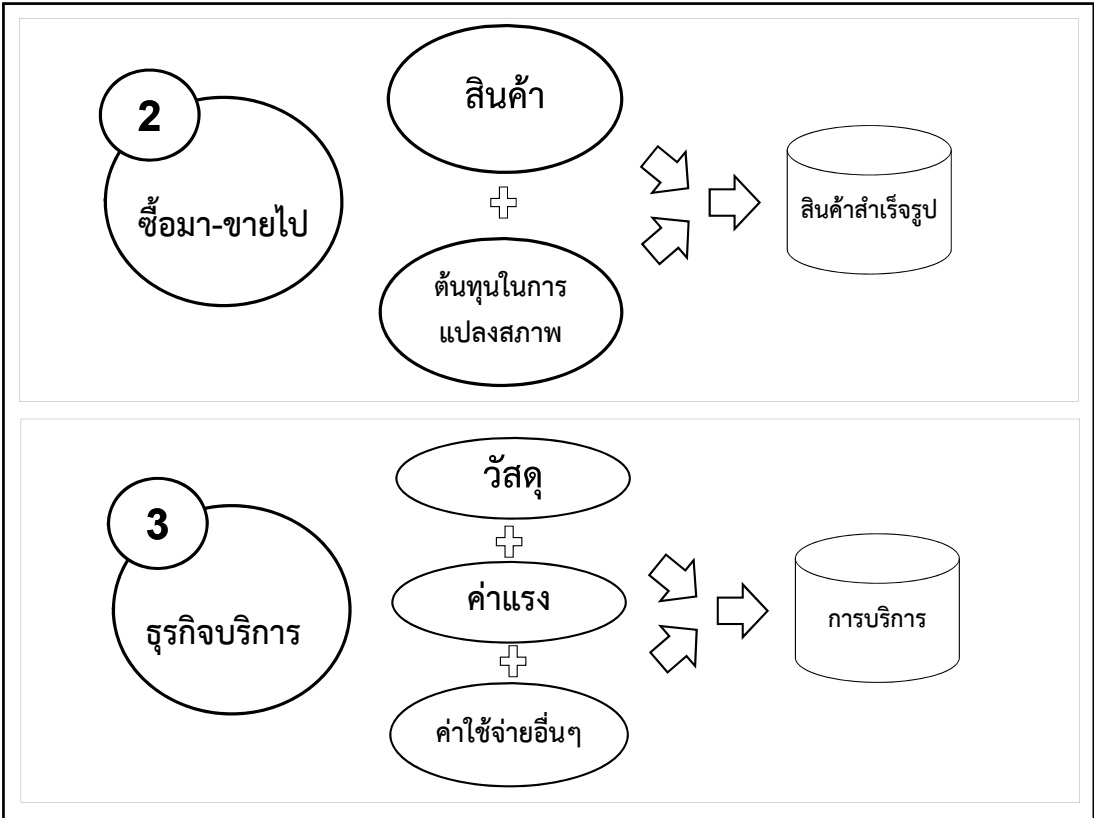 2
ซื้อมา-ขายไป
สินค้า
ต้นทุนในการ
แปลงสภาพ
สินค้าสำเร็จรูป
3
ธุรกิจบริการ
วัสดุ
ค่าแรง
ค่าใช้จ่ายอื่นๆ
การบริการ